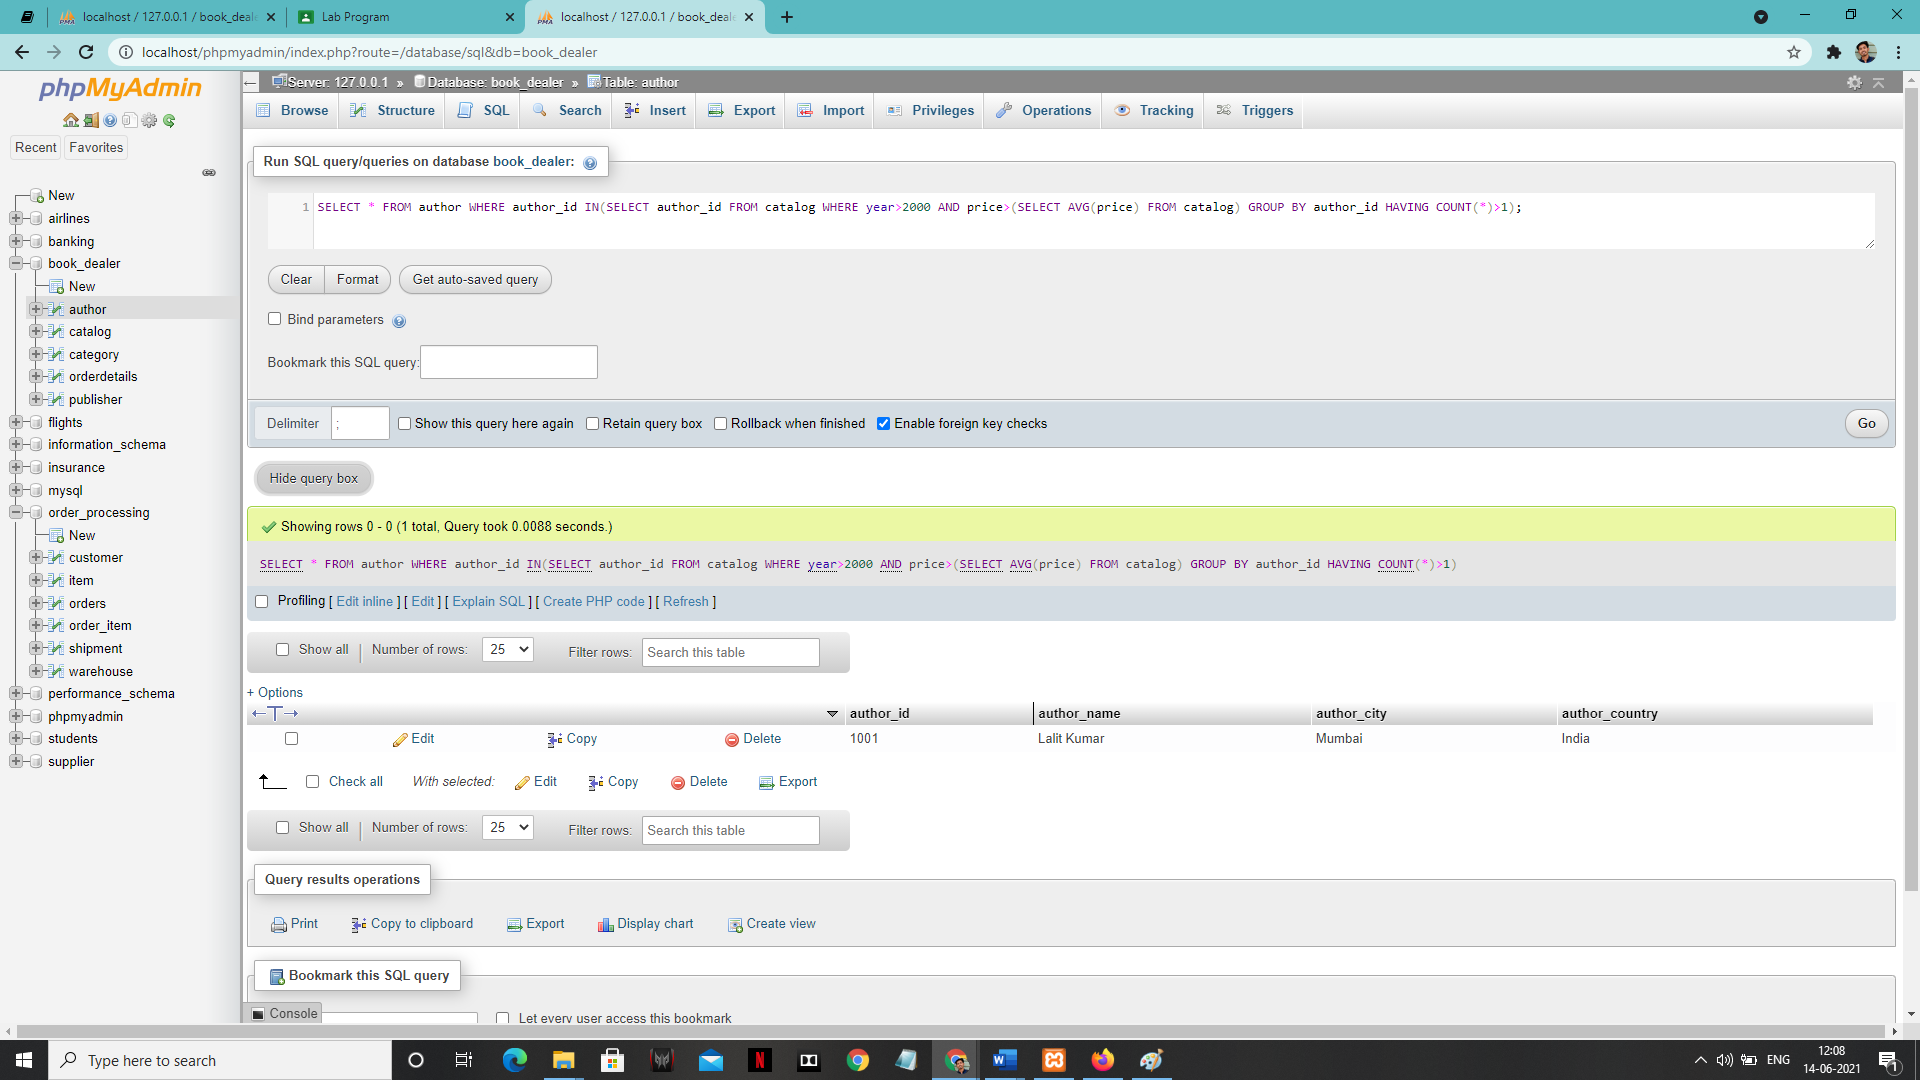 localhost / 127.0.0.1 / book_deale
Lab Program
localhost / 127.0.0.1 / book_deale
localhost/phpmyadmin/index.php?route=/database/sql&db=book_dealer
phpMyAdmin
Recent
Favorites
New
airlines
banking
book_dealer
New
author
catalog
category
orderdetails
publisher
flights
information_schema
insurance
mysql
order_processing
New
customer
item
orders
order_item
shipment
warehouse
performance_schema
phpmyadmin
students
supplier
Server: 127.0.0.1 » Database: book_dealer » Table: author
Browse Structure SQL Search Insert Export Import Privileges Operations Tracking Triggers
Run SQL query/queries on database book_dealer:
1 SELECT * FROM author WHERE author_id IN(SELECT author_id FROM catalog WHERE year>2000 AND price>(SELECT AVG(price) FROM catalog) GROUP BY author_id HAVING COUNT(*)>1);
Clear Format Get auto-saved query
Bind parameters
Bookmark this SQL query:
Delimiter ; Show this query here again Retain query box Rollback when finished Enable foreign key checks Go
Hide query box
Showing rows 0 - 0 (1 total, Query took 0.0088 seconds.)
SELECT * FROM author WHERE author_id IN(SELECT author_id FROM catalog WHERE year>2000 AND price>(SELECT AVG(price) FROM catalog) GROUP BY author_id HAVING COUNT(*)>1)
Profiling [ Edit inline ] [ Edit ] [ Explain SQL ] [ Create PHP code ] [ Refresh ]
Show all | Number of rows: 25 Filter rows: Search this table
+ Options
←T→ author_id author_name author_city author_country
Edit Copy Delete 1001 Lalit Kumar Mumbai India
Check all With selected: Edit Copy Delete Export
Show all | Number of rows: 25 Filter rows: Search this table
Query results operations
Print Copy to clipboard Export Display chart Create view
Bookmark this SQL query
Console
Let every user access this bookmark
Type here to search
ENG
12:08
14-06-2021
1